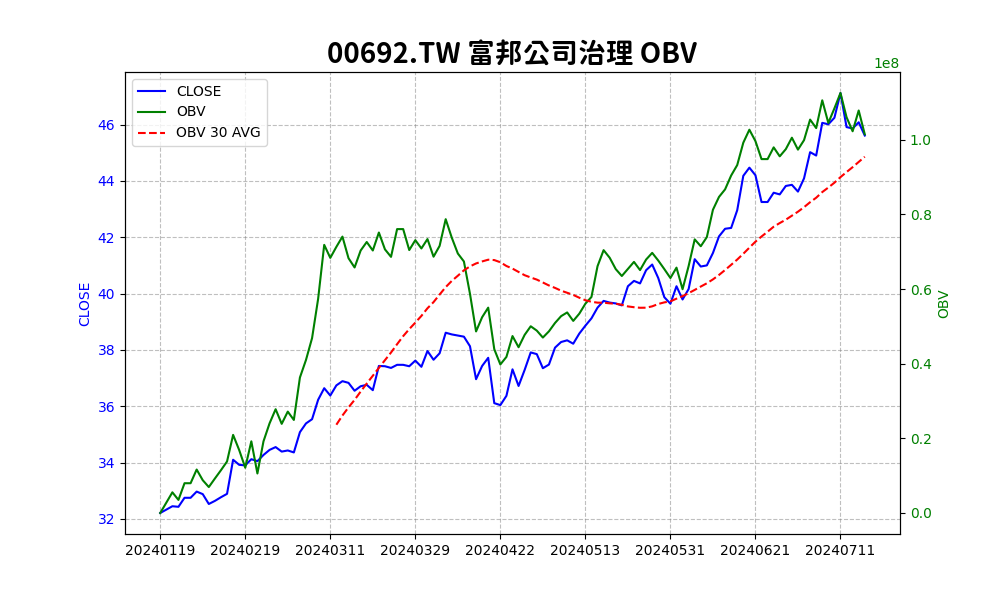 00692.TW 富邦公司治理 OBV
1e8
CLOSE
OBV
OBV 30 AVG
46
44
42
40
38
36
34
32
CLOSE
1.0
0.8
0.6
0.4
0.2
0.0
OBV
20240119 20240219 20240311 20240329 20240422 20240513 20240531 20240621 20240711